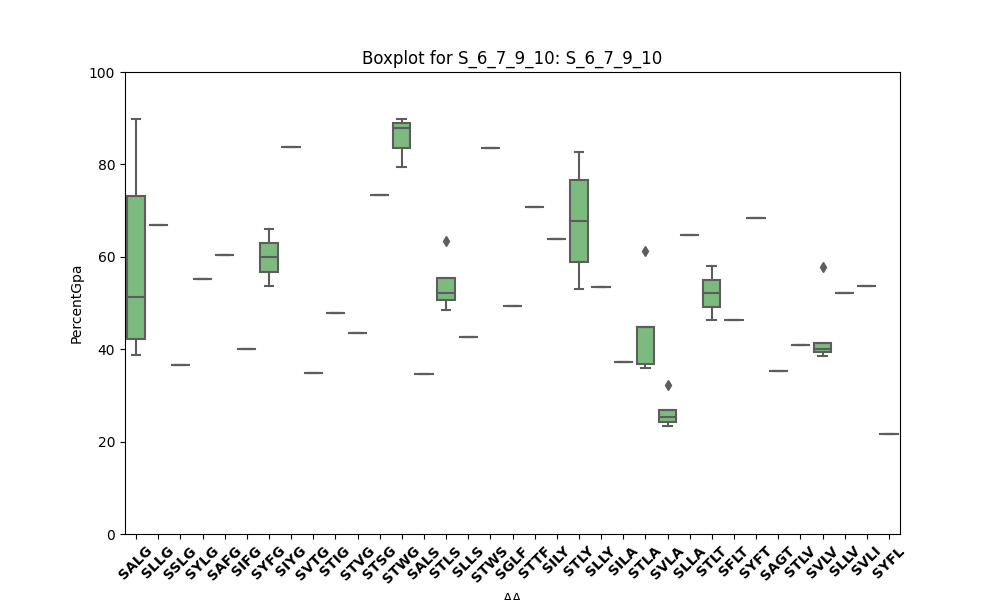 Boxplot for S_6_7_9_10: S_6_7_9_10
100
80
60
40
20
0
PercentGpa
SALG SLLG SSLG SYLG SAFG SIFG SYFG SIYG SVTG STIG STVG STSG STWG SALS STLS SLLS STWS SGLF STTF SILY STLY SLLY SILA STLA SVLA SLLA STLT SFLT SYFT SAGT STLV SVLV SLLV SVLI SYFL
AA